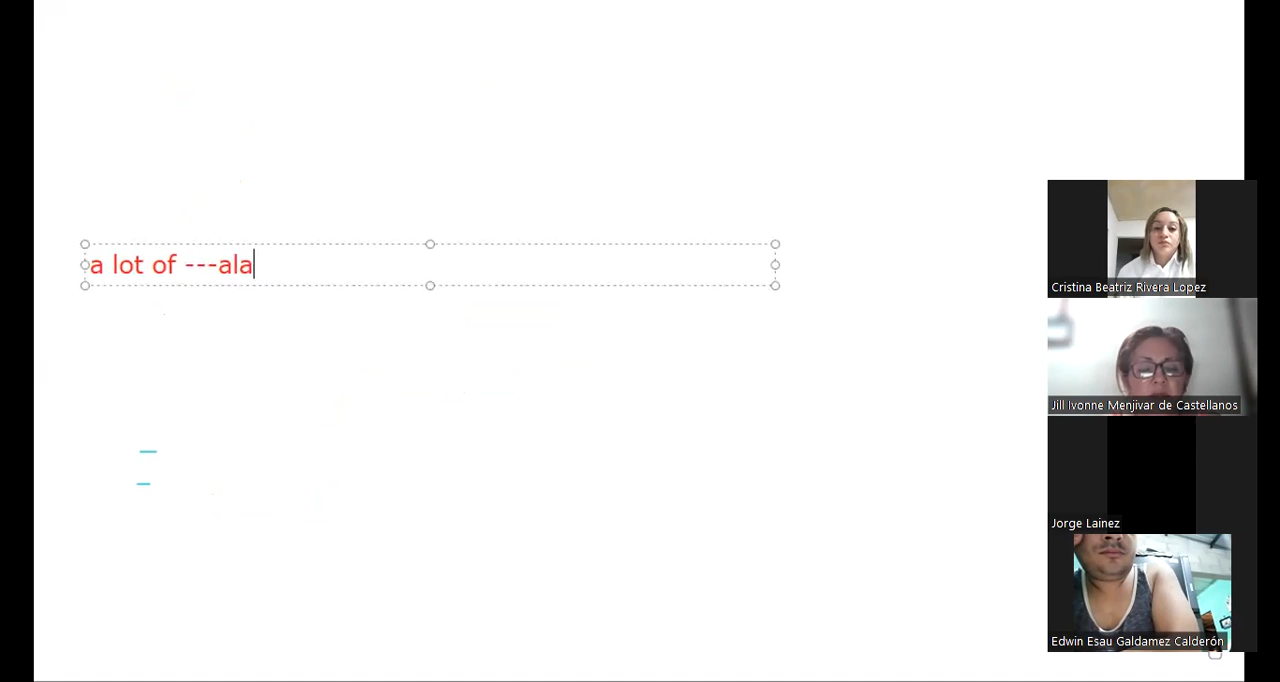 a lot of ---ala
Cristina Beatriz Rivera Lopez
Jill Ivonne Menjivar de Castellanos
Jorge Lainez
Edwin Esau Galdamez Calderón